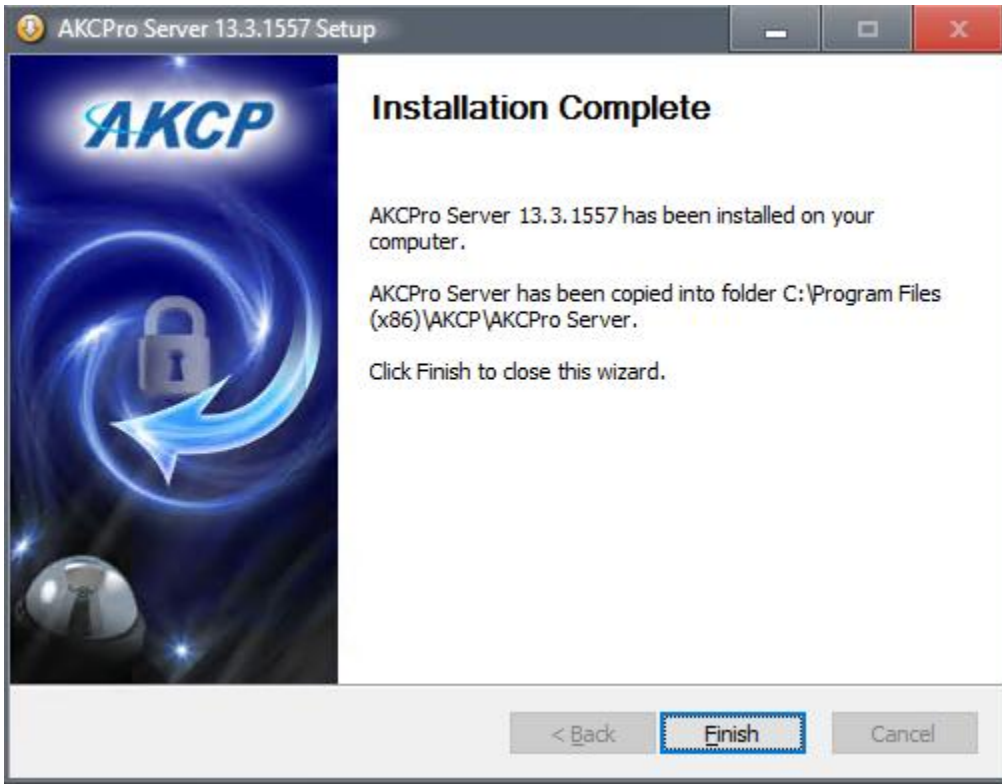 AKCPro Server 13.3.1557 Setup
AKCP
Installation Complete
AKCPro Server 13.3.1557 has been installed on your
computer.
AKCPro Server has been copied into folder C:\Program Files
(x86)\AKCP\AKCPro Server.
Click Finish to close this wizard.
< Back
Finish
Cancel